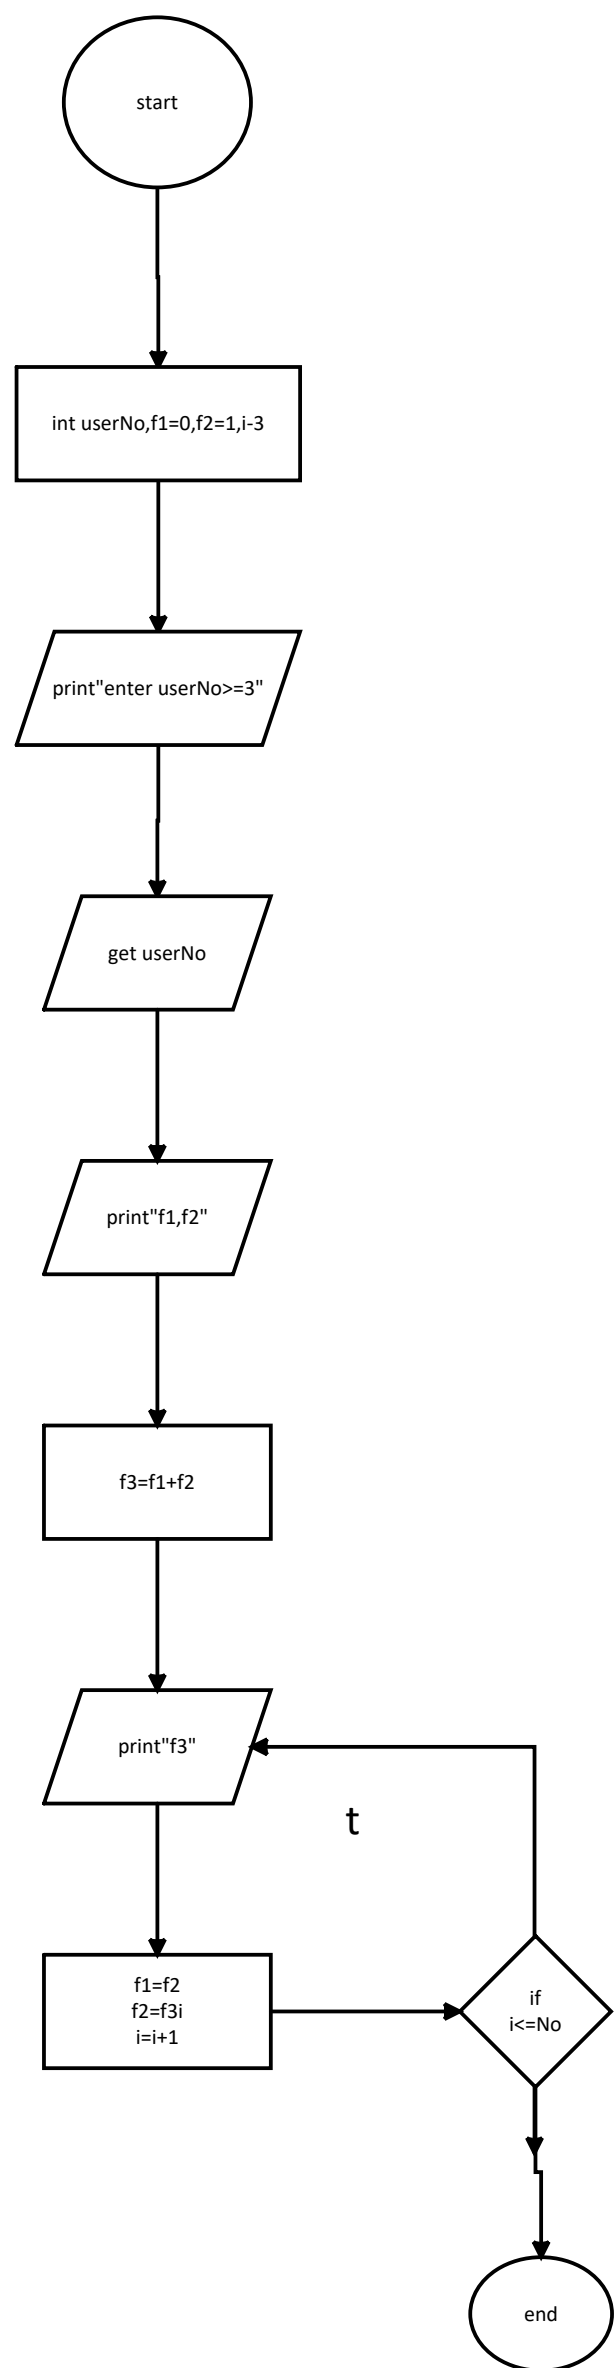 start
int userNo,f1=0,f2=1,i-3
print"enter userNo>=3"
get userNo
print"f1,f2"
f3=f1+f2
print"f3"
t
f1=f2
f2=f3i
i=i+1
if
i<=No
end